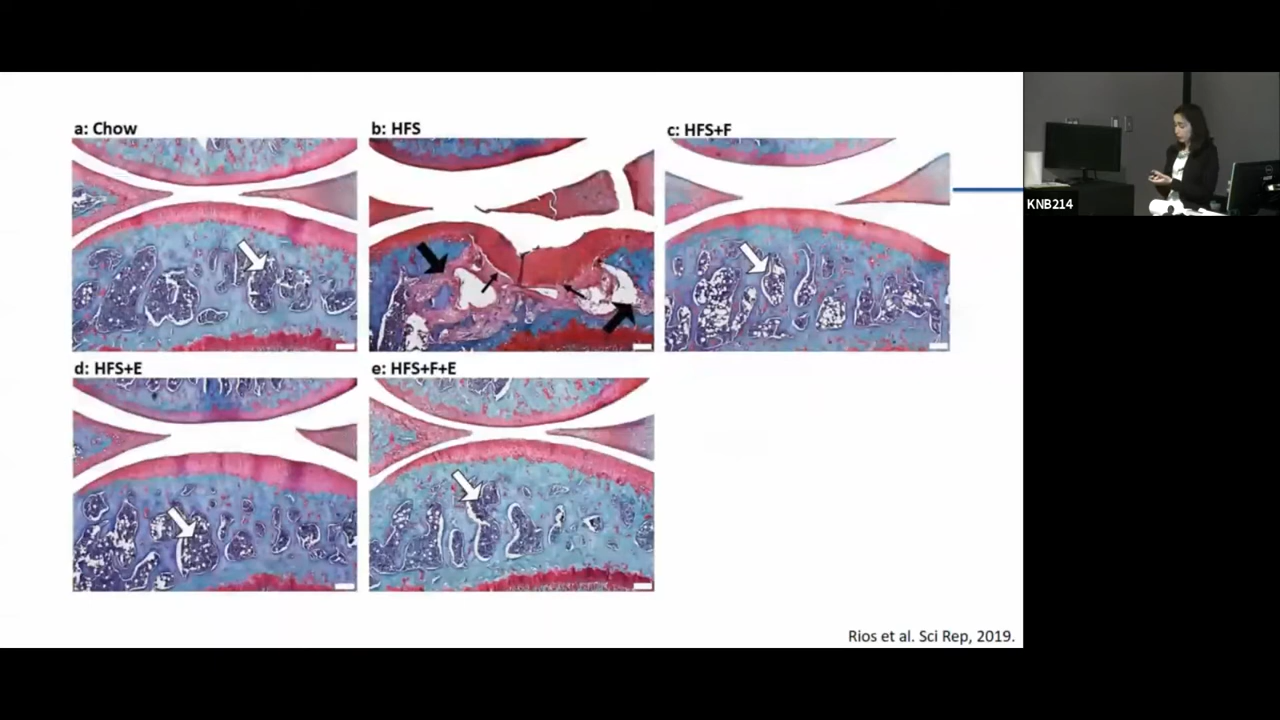 a: Chow
b: HFS
c: HFS+F
d: HFS+E
e: HFS+F+E
Rios et al. Sci Rep, 2019.
KNB214